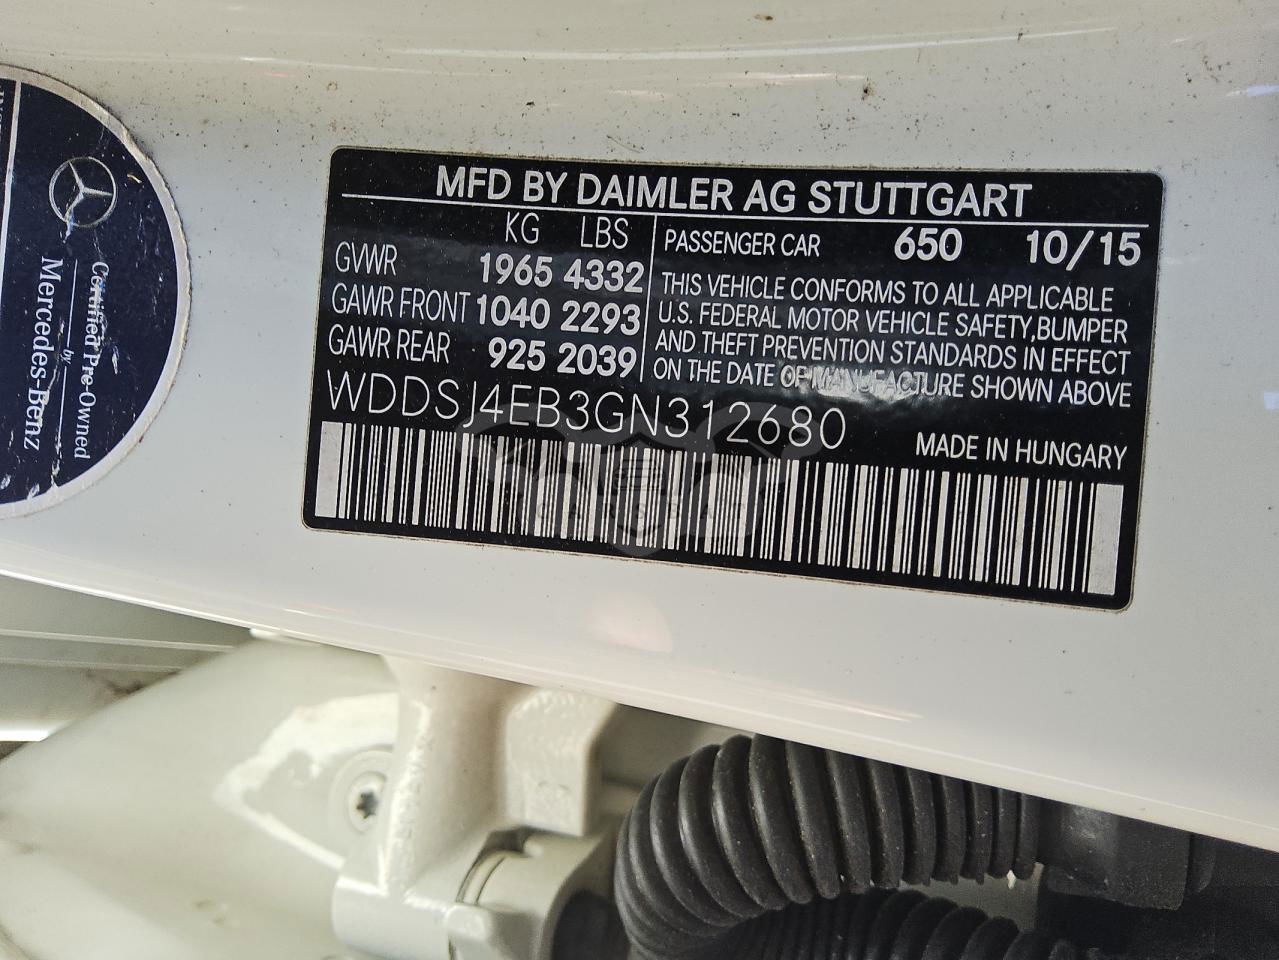 Certified Pre-Owned
by
Mercedes-Benz
MFD BY DAIMLER AG STUTTGART
KG LBS
GVWR 1965 4332
GAWR FRONT 1040 2293
GAWR REAR 925 2039
PASSENGER CAR 650 10/15
THIS VEHICLE CONFORMS TO ALL APPLICABLE
U.S. FEDERAL MOTOR VEHICLE SAFETY,BUMPER
AND THEFT PREVENTION STANDARDS IN EFFECT
ON THE DATE OF MANUFACTURE SHOWN ABOVE
WDDSJ4EB3GN312680
MADE IN HUNGARY